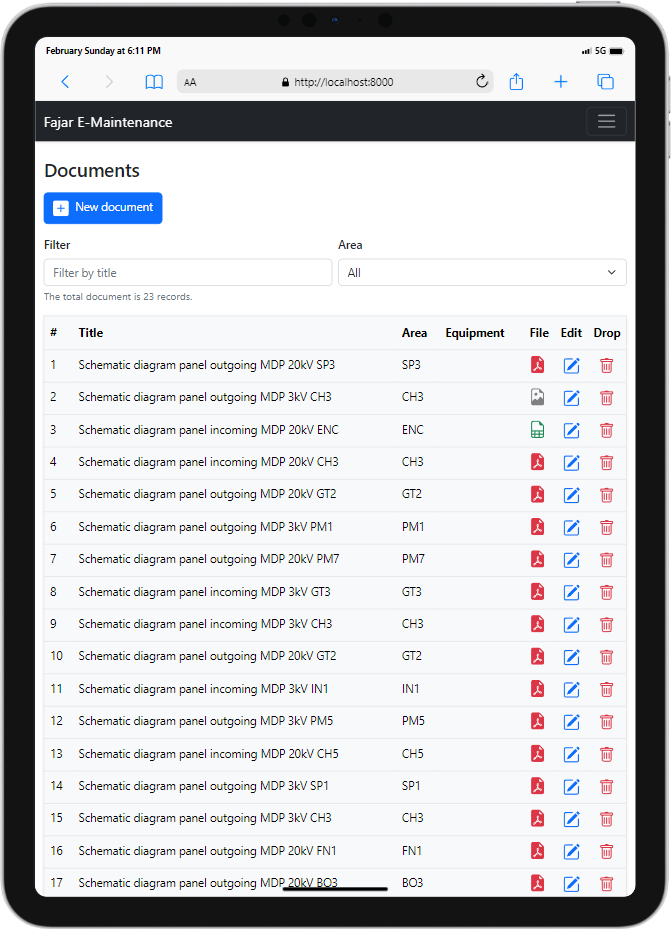 February Sunday at 6:11 PM 5G
AA http://localhost:8000
Fajar E-Maintenance
Documents
New document
Filter Area
Filter by title All
The total document is 23 records.
# Title Area Equipment File Edit Drop
1 Schematic diagram panel outgoing MDP 20kV SP3 SP3
2 Schematic diagram panel outgoing MDP 3kV CH3 CH3
3 Schematic diagram panel incoming MDP 20kV ENC ENC
4 Schematic diagram panel incoming MDP 20kV CH3 CH3
5 Schematic diagram panel outgoing MDP 20kV GT2 GT2
6 Schematic diagram panel outgoing MDP 3kV PM1 PM1
7 Schematic diagram panel outgoing MDP 20kV PM7 PM7
8 Schematic diagram panel incoming MDP 3kV GT3 GT3
9 Schematic diagram panel incoming MDP 3kV CH3 CH3
10 Schematic diagram panel outgoing MDP 20kV GT2 GT2
11 Schematic diagram panel incoming MDP 3kV IN1 IN1
12 Schematic diagram panel outgoing MDP 3kV PM5 PM5
13 Schematic diagram panel incoming MDP 20kV CH5 CH5
14 Schematic diagram panel outgoing MDP 3kV SP1 SP1
15 Schematic diagram panel outgoing MDP 3kV CH3 CH3
16 Schematic diagram panel outgoing MDP 20kV FN1 FN1
17 Schematic diagram panel outgoing MDP 20kV BO3 BO3